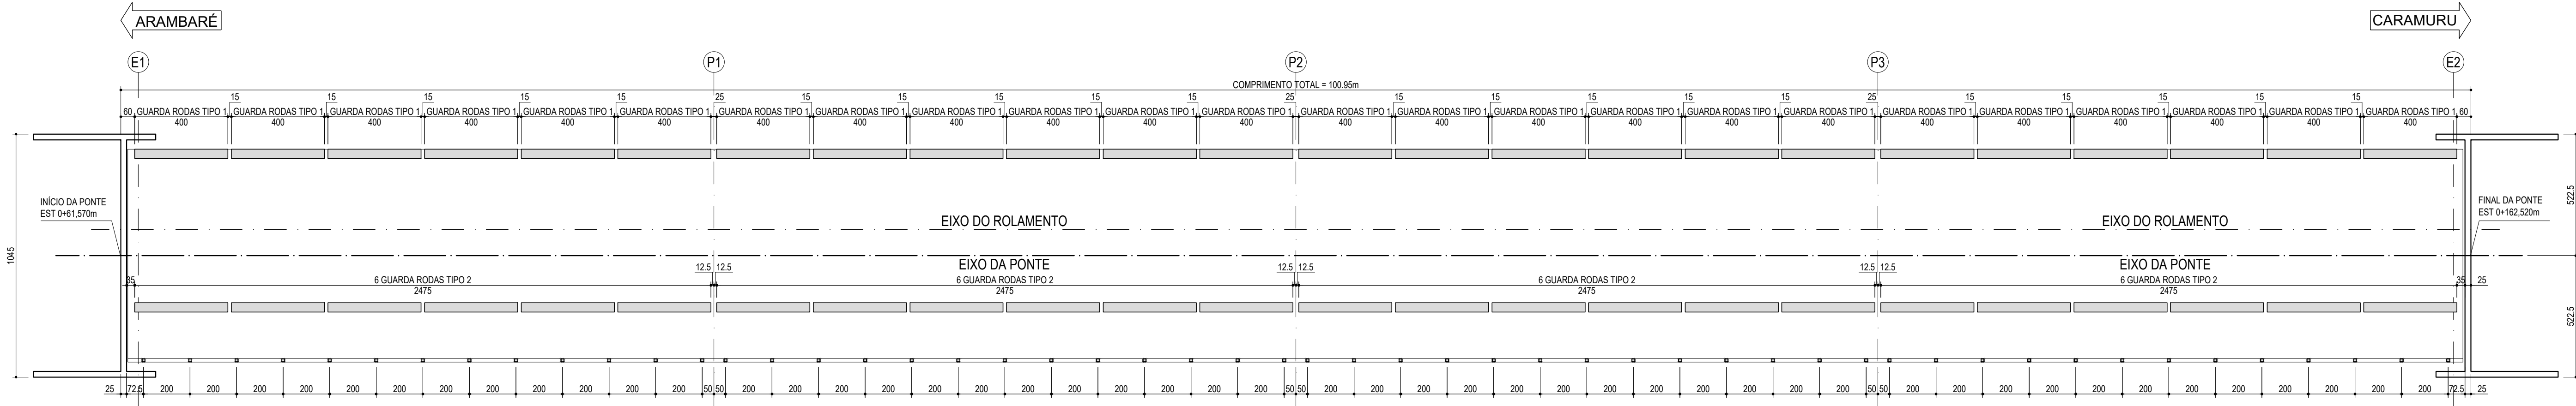 ARAMBARÉ
CARAMURU
E1 P1 P2 P3 E2
COMPRIMENTO TOTAL = 100.95m
15 15 15 15 15 25 15 15 15 15 15 25 15 15 15 15 15 25 15 15 15 15 15
60 GUARDA RODAS TIPO 1 GUARDA RODAS TIPO 1 GUARDA RODAS TIPO 1 GUARDA RODAS TIPO 1 GUARDA RODAS TIPO 1 GUARDA RODAS TIPO 1 GUARDA RODAS TIPO 1 GUARDA RODAS TIPO 1 GUARDA RODAS TIPO 1 GUARDA RODAS TIPO 1 GUARDA RODAS TIPO 1 GUARDA RODAS TIPO 1 GUARDA RODAS TIPO 1 GUARDA RODAS TIPO 1 GUARDA RODAS TIPO 1 GUARDA RODAS TIPO 1 GUARDA RODAS TIPO 1 GUARDA RODAS TIPO 1 GUARDA RODAS TIPO 1 GUARDA RODAS TIPO 1 GUARDA RODAS TIPO 1 GUARDA RODAS TIPO 1 GUARDA RODAS TIPO 1 GUARDA RODAS TIPO 1 60
400 400 400 400 400 400 400 400 400 400 400 400 400 400 400 400 400 400 400 400 400 400 400 400
INÍCIO DA PONTE
EST 0+61,570m
FINAL DA PONTE
EST 0+162,520m
522.5
EIXO DO ROLAMENTO EIXO DO ROLAMENTO
1045
EIXO DA PONTE EIXO DA PONTE
12.5 12.5 12.5 12.5 12.5 12.5
35 6 GUARDA RODAS TIPO 2 6 GUARDA RODAS TIPO 2 6 GUARDA RODAS TIPO 2 6 GUARDA RODAS TIPO 2 35 25
2475 2475 2475 2475
522.5
25 72.5 200 200 200 200 200 200 200 200 200 200 200 200 50 50 200 200 200 200 200 200 200 200 200 200 200 200 50 50 200 200 200 200 200 200 200 200 200 200 200 200 50 50 200 200 200 200 200 200 200 200 200 200 200 200 72.5 25